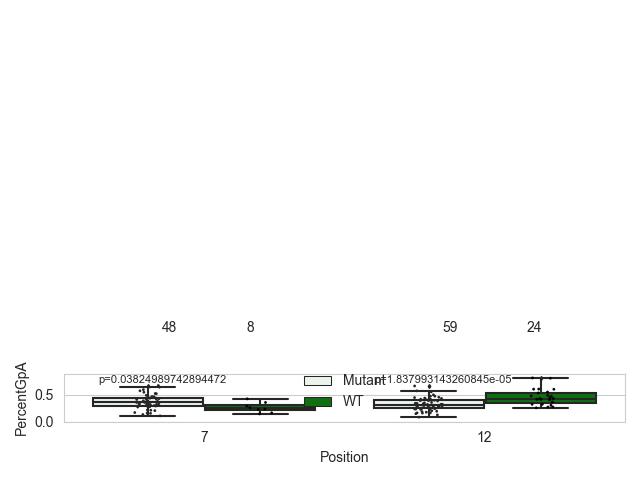 48 8 59 24
p=0.03824989742894472 Mutant p=1.837993143260845e-05
WT
PercentGpA
0.5
0.0
7 12
Position